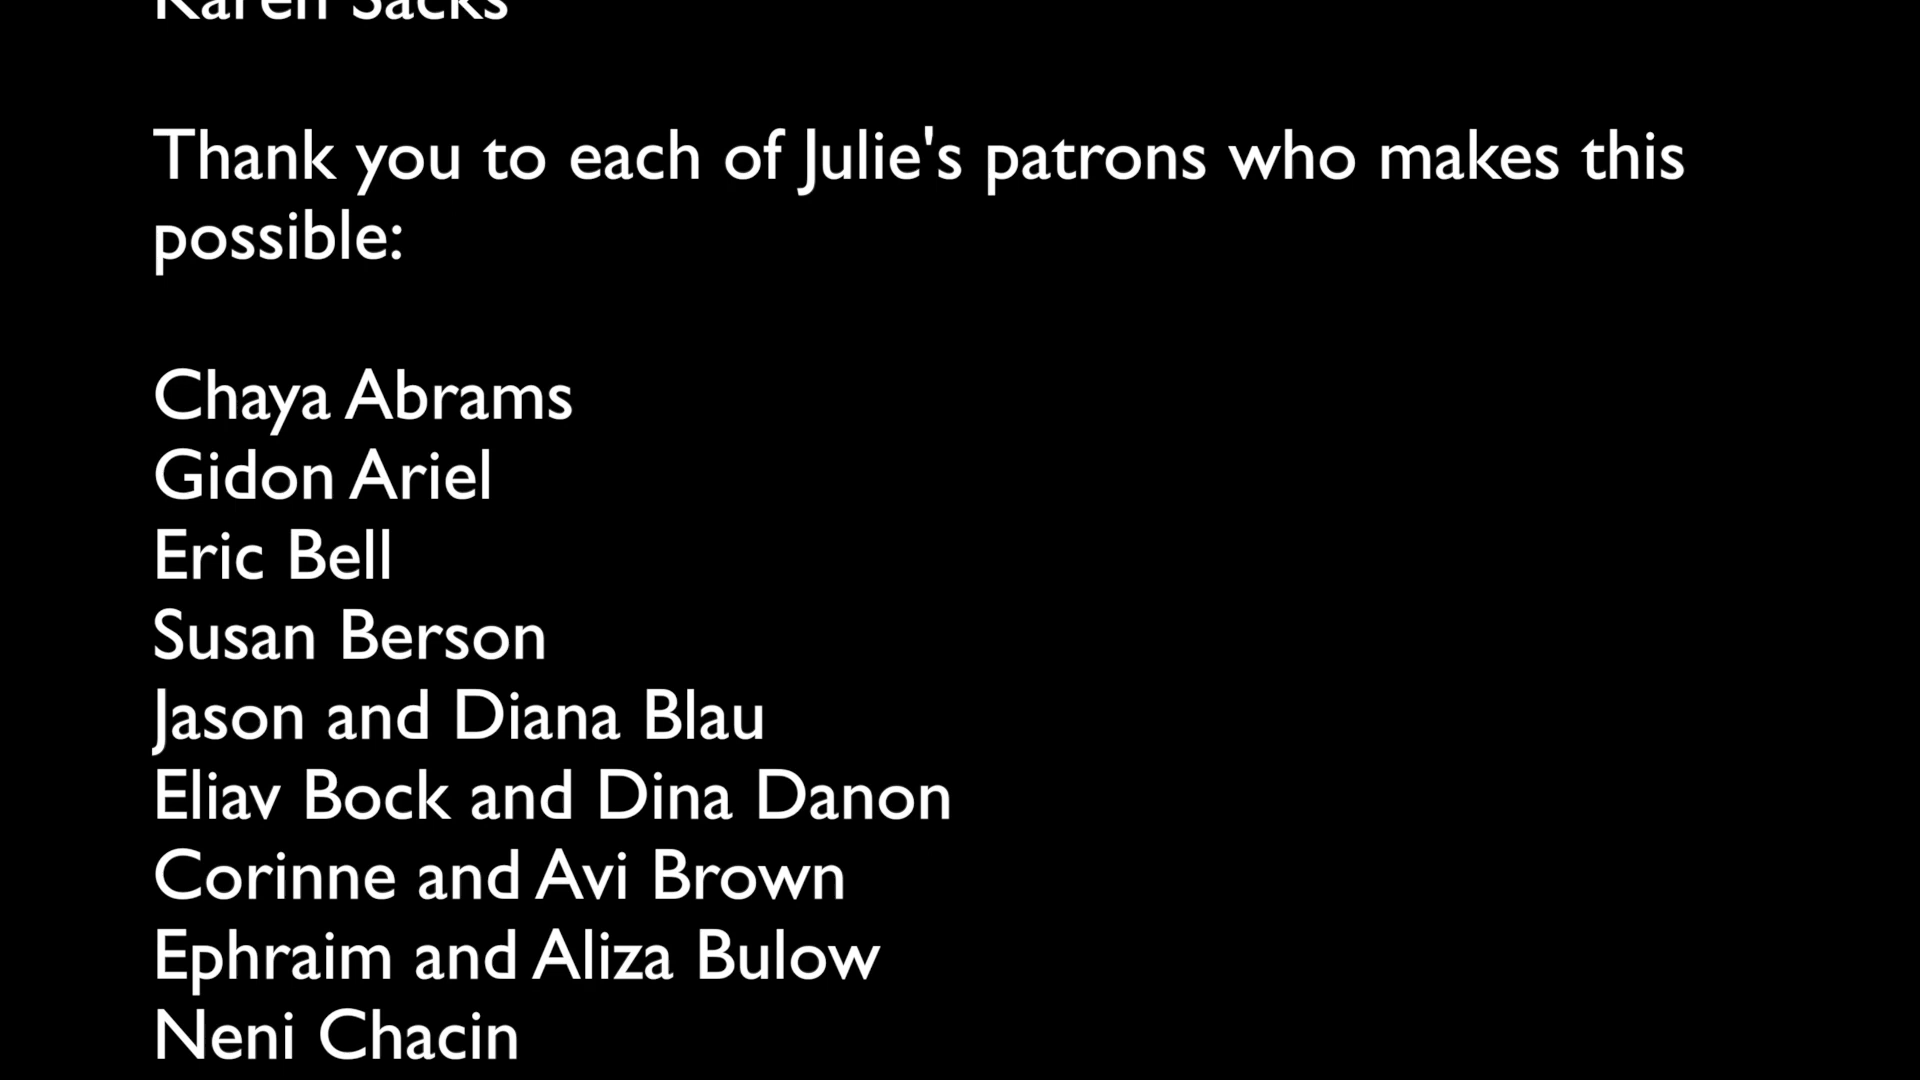 Karen Sacks
Thank you to each of Julie's patrons who makes this
possible:
Chaya Abrams
Gidon Ariel
Eric Bell
Susan Berson
Jason and Diana Blau
Eliav Bock and Dina Danon
Corinne and Avi Brown
Ephraim and Aliza Bulow
Neni Chacin